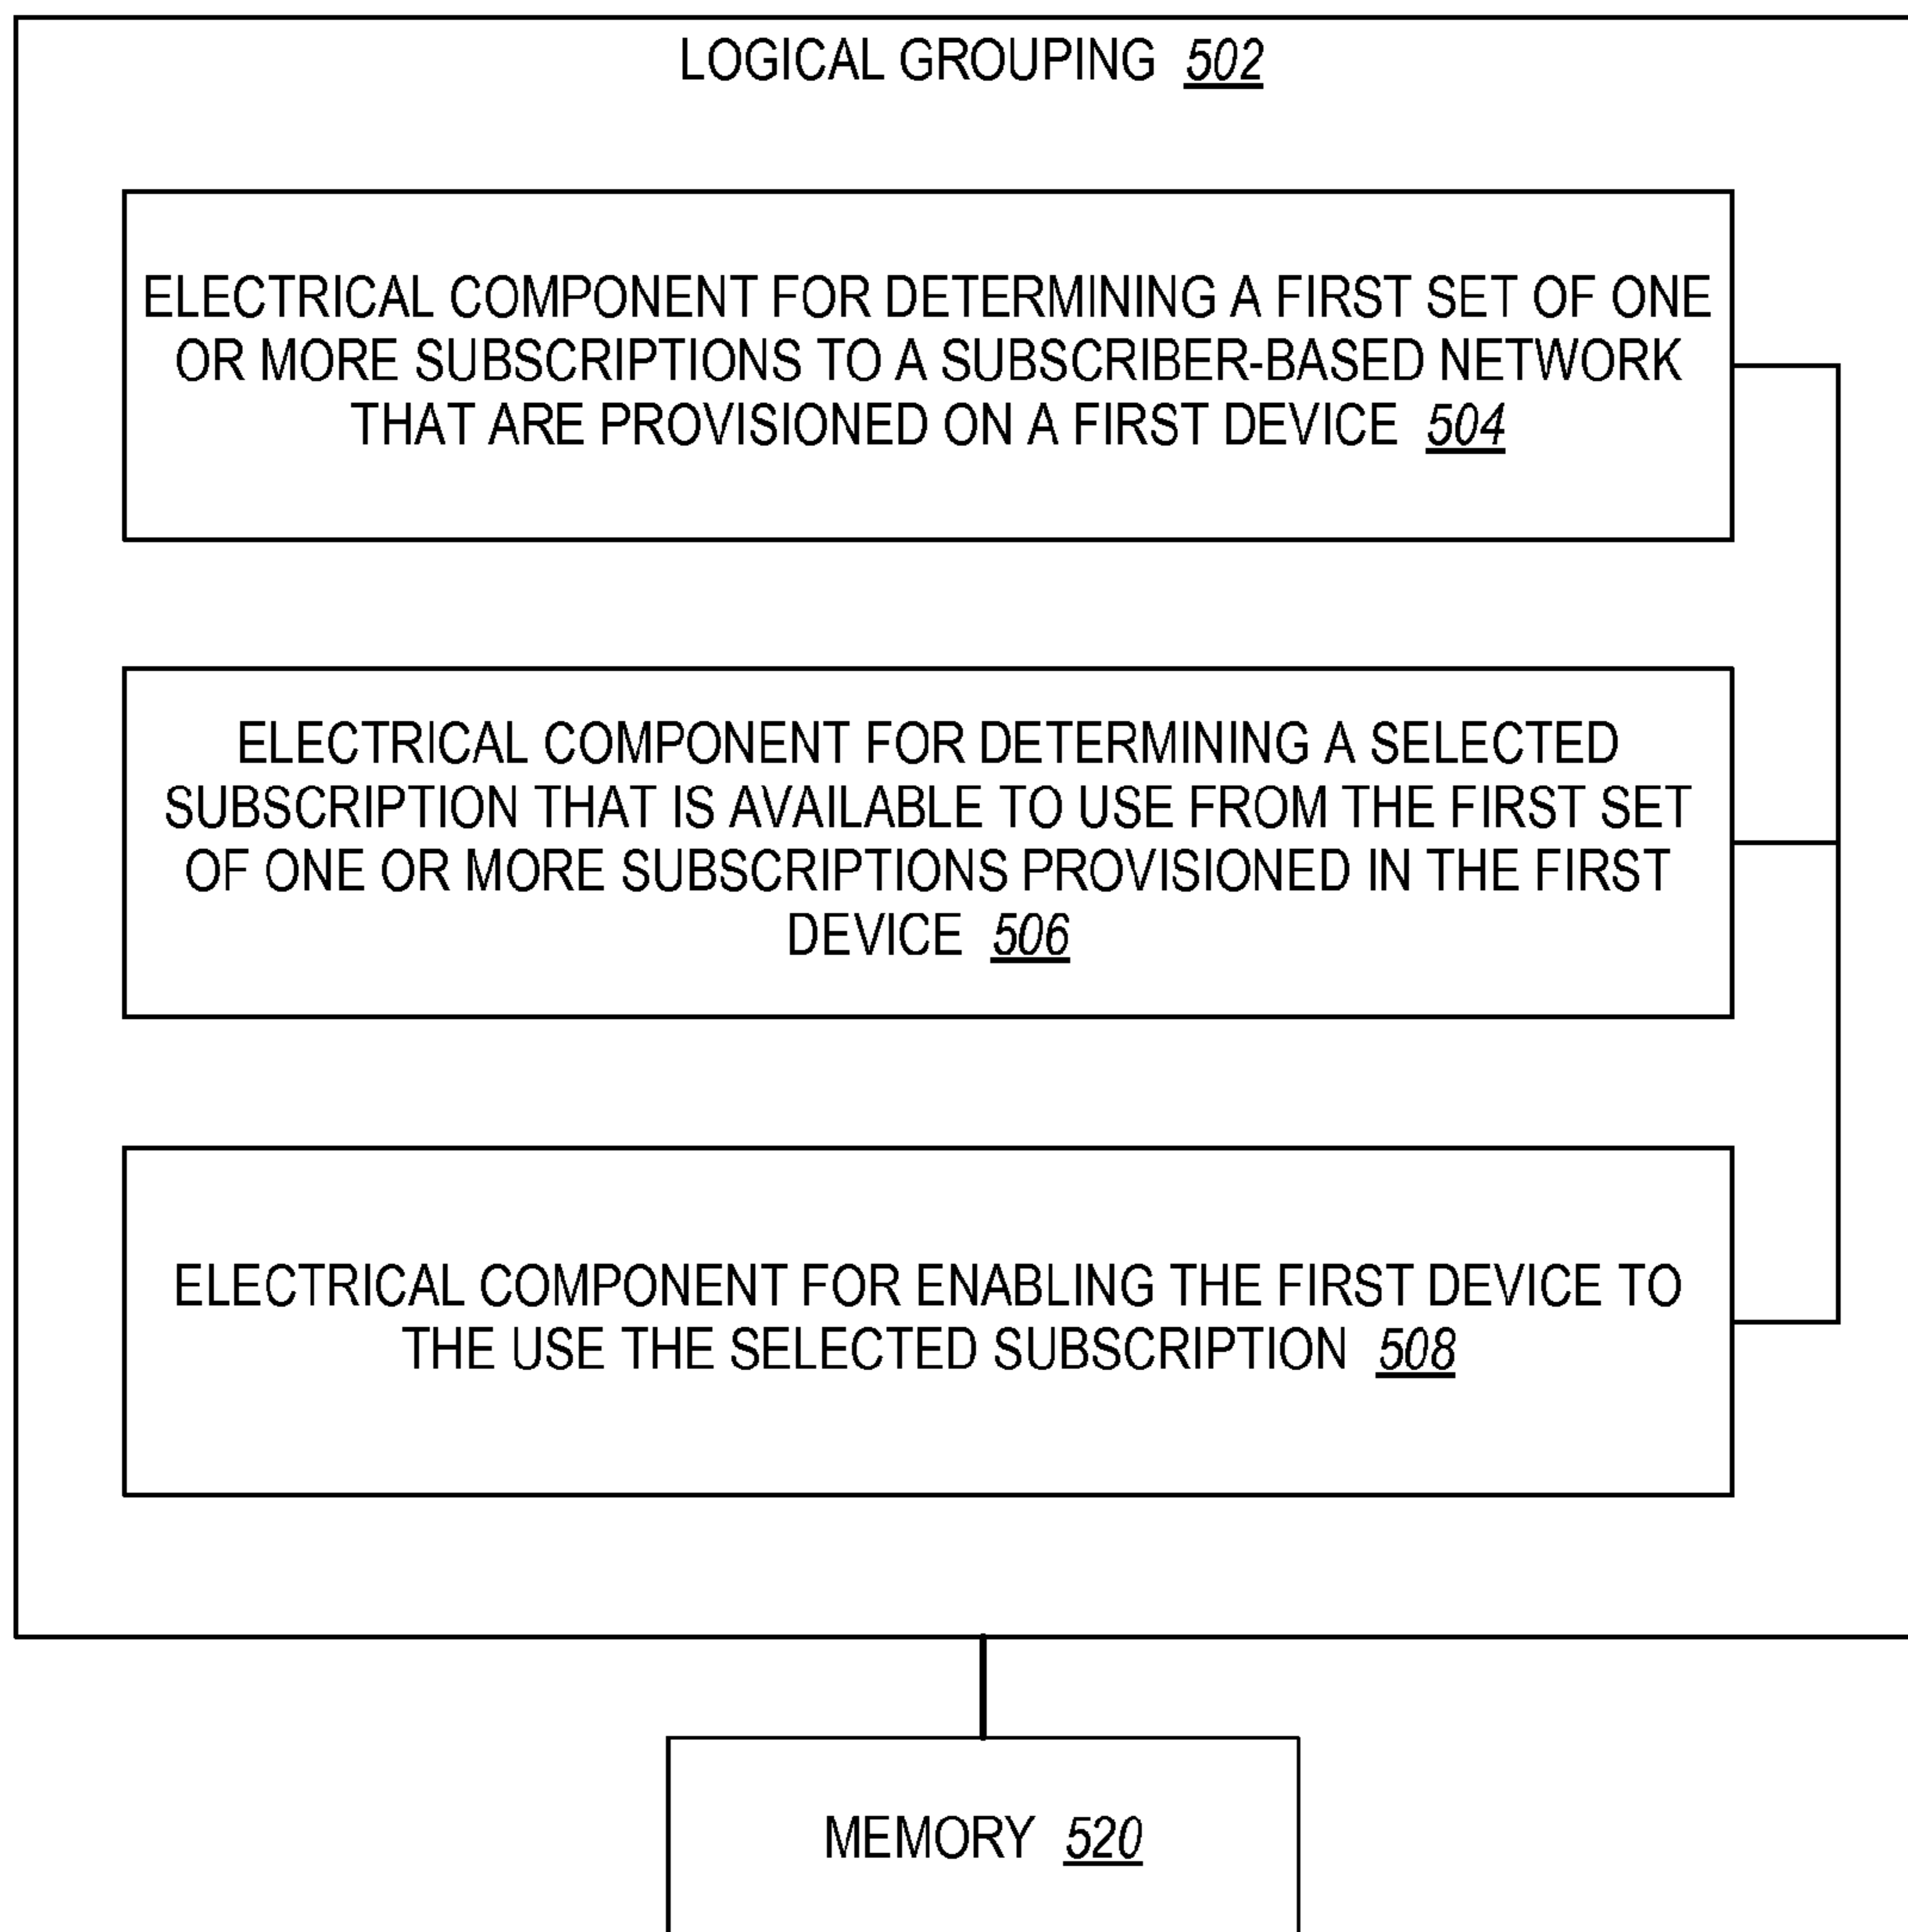 LOGICAL GROUPING 502
ELECTRICAL COMPONENT FOR DETERMINING A FIRST SET OF ONE
OR MORE SUBSCRIPTIONS TO A SUBSCRIBER-BASED NETWORK
THAT ARE PROVISIONED ON A FIRST DEVICE 504
ELECTRICAL COMPONENT FOR DETERMINING A SELECTED
SUBSCRIPTION THAT IS AVAILABLE TO USE FROM THE FIRST SET
OF ONE OR MORE SUBSCRIPTIONS PROVISIONED IN THE FIRST
DEVICE 506
ELECTRICAL COMPONENT FOR ENABLING THE FIRST DEVICE TO
THE USE THE SELECTED SUBSCRIPTION 508
MEMORY 520